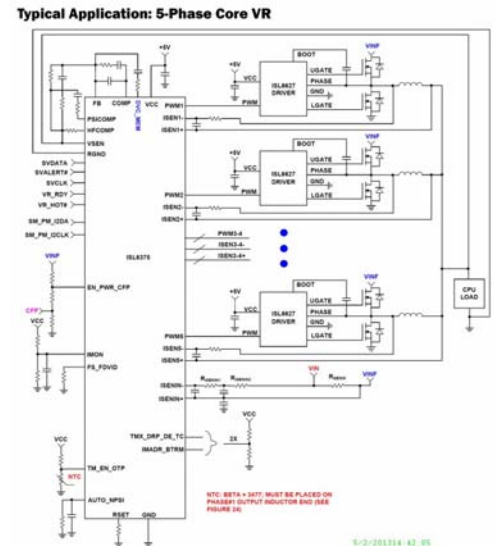 Typical Application: 5-Phase Core VR
+5V
FB
COMP
DVC_MEM
VCC
PSICOMP
HFCOMP
VSEN
RGND
SVDATA
SVALERT#
SVCLK
VR_RDY
VR_HOT#
SM_PM_I2DA
SM_PM_I2CLK
VINF
EN_PWR_CFP
CFP
VCC
IMON
FS_FDVID
VCC
TM_EN_OTP
NTC
AUTO_NPSI
RSET
GND
PWM1
ISEN1-
ISEN1+
PWM2
ISEN2-
ISEN2+
PWM3-4
ISEN3-4-
ISEN3-4+
PWM5
ISEN5-
ISEN5+
ISENIN-
ISENIN+
TMX_DRP_DE_TC
IMADR_BTRM
2X
VCC
VIN
VINF
+5V
VCC
PWM
BOOT
ISL6627
DRIVER
UGATE
PHASE
GND
LGATE
VINF
+5V
VCC
PWM
BOOT
ISL6627
DRIVER
UGATE
PHASE
GND
LGATE
VINF
+5V
VCC
PWM
BOOT
ISL6627
DRIVER
UGATE
PHASE
GND
LGATE
VINF
CPU
LOAD
NTC: BETA = 3477; MUST BE PLACED ON
PHASE#1 OUTPUT INDUCTOR END (SEE
FIGURE 24)